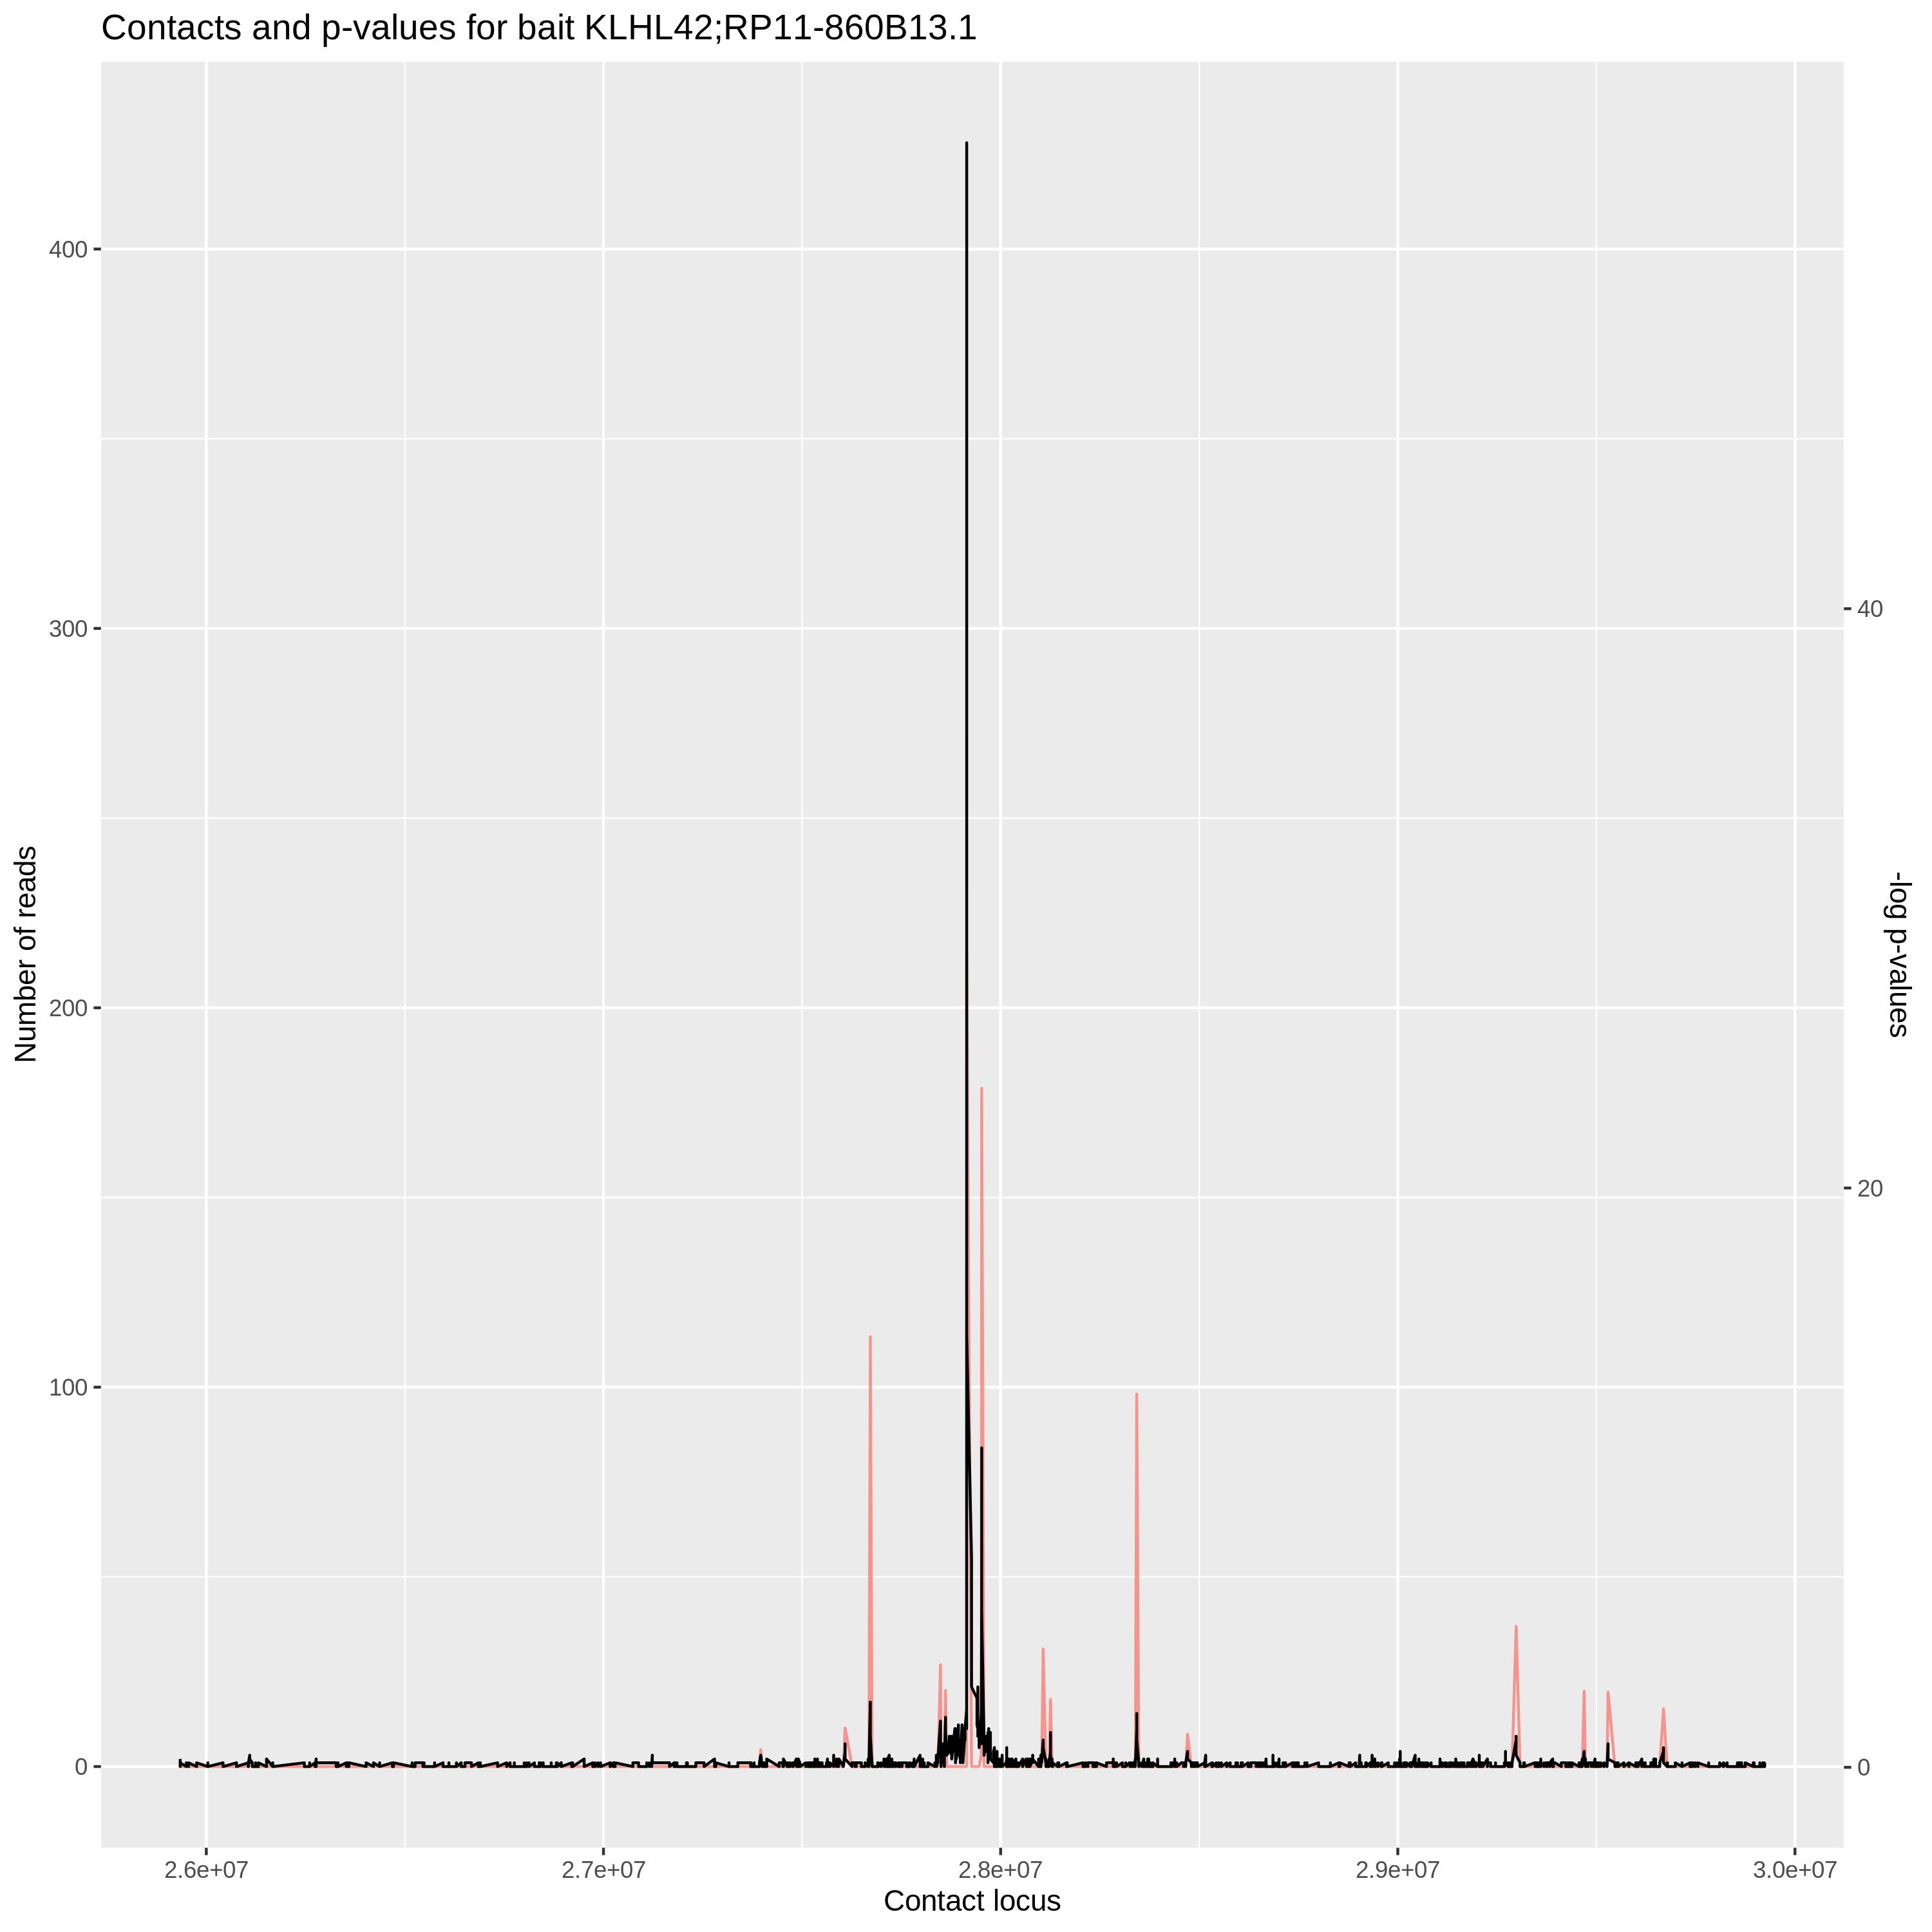 Contacts and p-values for bait KLHL42;RP11-860B13.1
400
300
200
100
0
Number of reads
40
20
0
-log p-values
2.6e+07
2.7e+07
2.8e+07
2.9e+07
3.0e+07
Contact locus